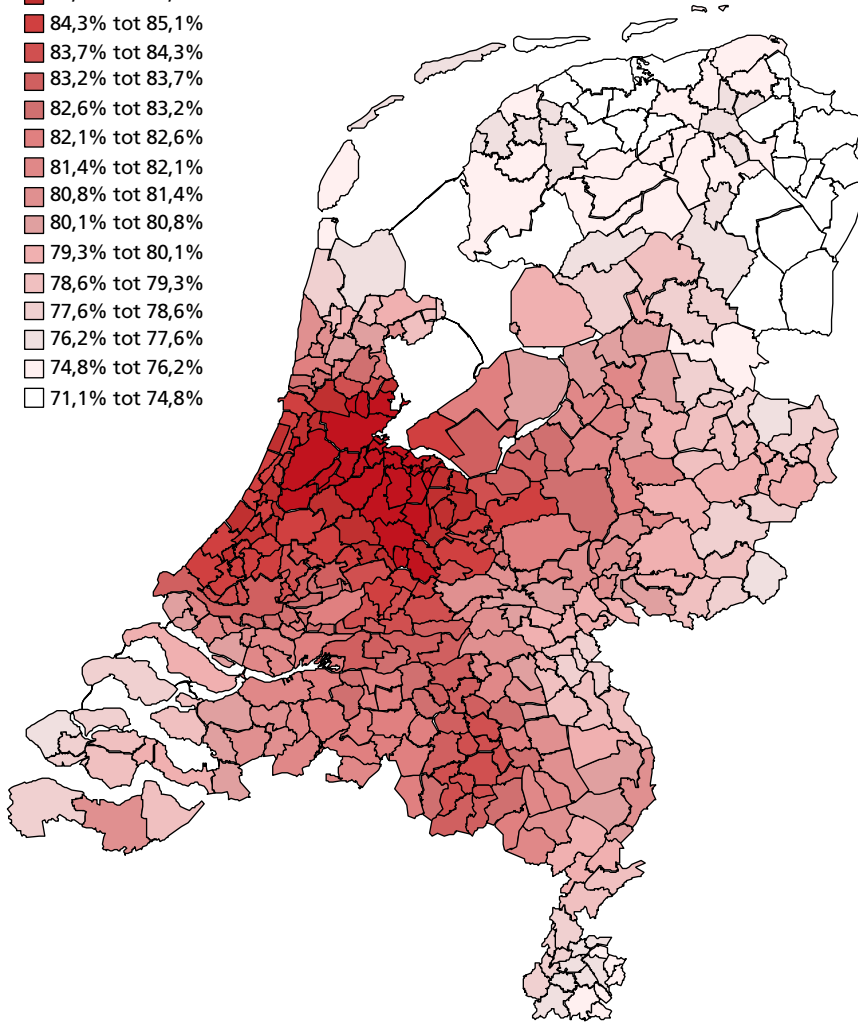 84,3% tot 85,1%
83,7% tot 84,3%
83,2% tot 83,7%
82,6% tot 83,2%
82,1% tot 82,6%
81,4% tot 82,1%
80,8% tot 81,4%
80,1% tot 80,8%
79,3% tot 80,1%
78,6% tot 79,3%
77,6% tot 78,6%
76,2% tot 77,6%
74,8% tot 76,2%
71,1% tot 74,8%